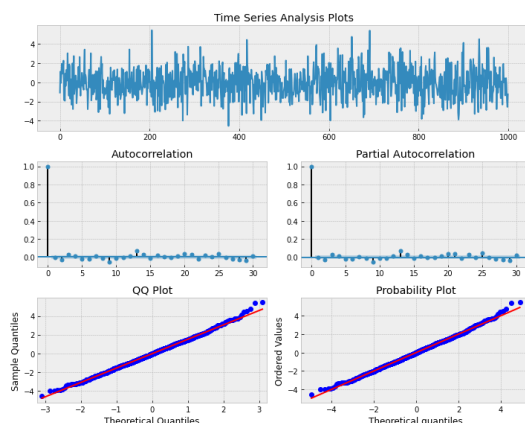 Time Series Analysis Plots
4
2
0
−2
−4
0 200 400 600 800 1000
Autocorrelation Partial Autocorrelation
1.0 1.0
0.8 0.8
0.6 0.6
0.4 0.4
0.2 0.2
0.0 0.0
0 5 10 15 20 25 30 0 5 10 15 20 25 30
QQ Plot Probability Plot
Sample Quantiles Ordered Values
4 4
2 2
0 0
−2 −2
−4 −4
−3 −2 −1 0 1 2 3 −4 −2 0 2 4
Theoretical Quantiles Theoretical quantiles